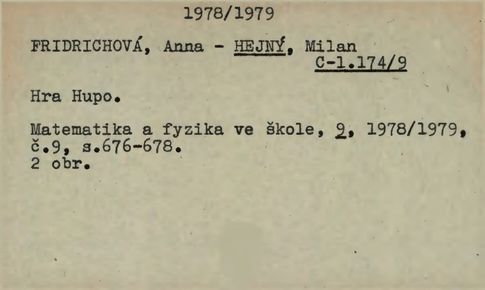 1978/1979
FRIDRICHOVÁ, Anna - HEJNÝ, Milan
C-1.174/9
Hra Hupo.
Matematika a fyzika ve škole, 9, 1978/1979,
č.9, s.676-678.
2 obr.